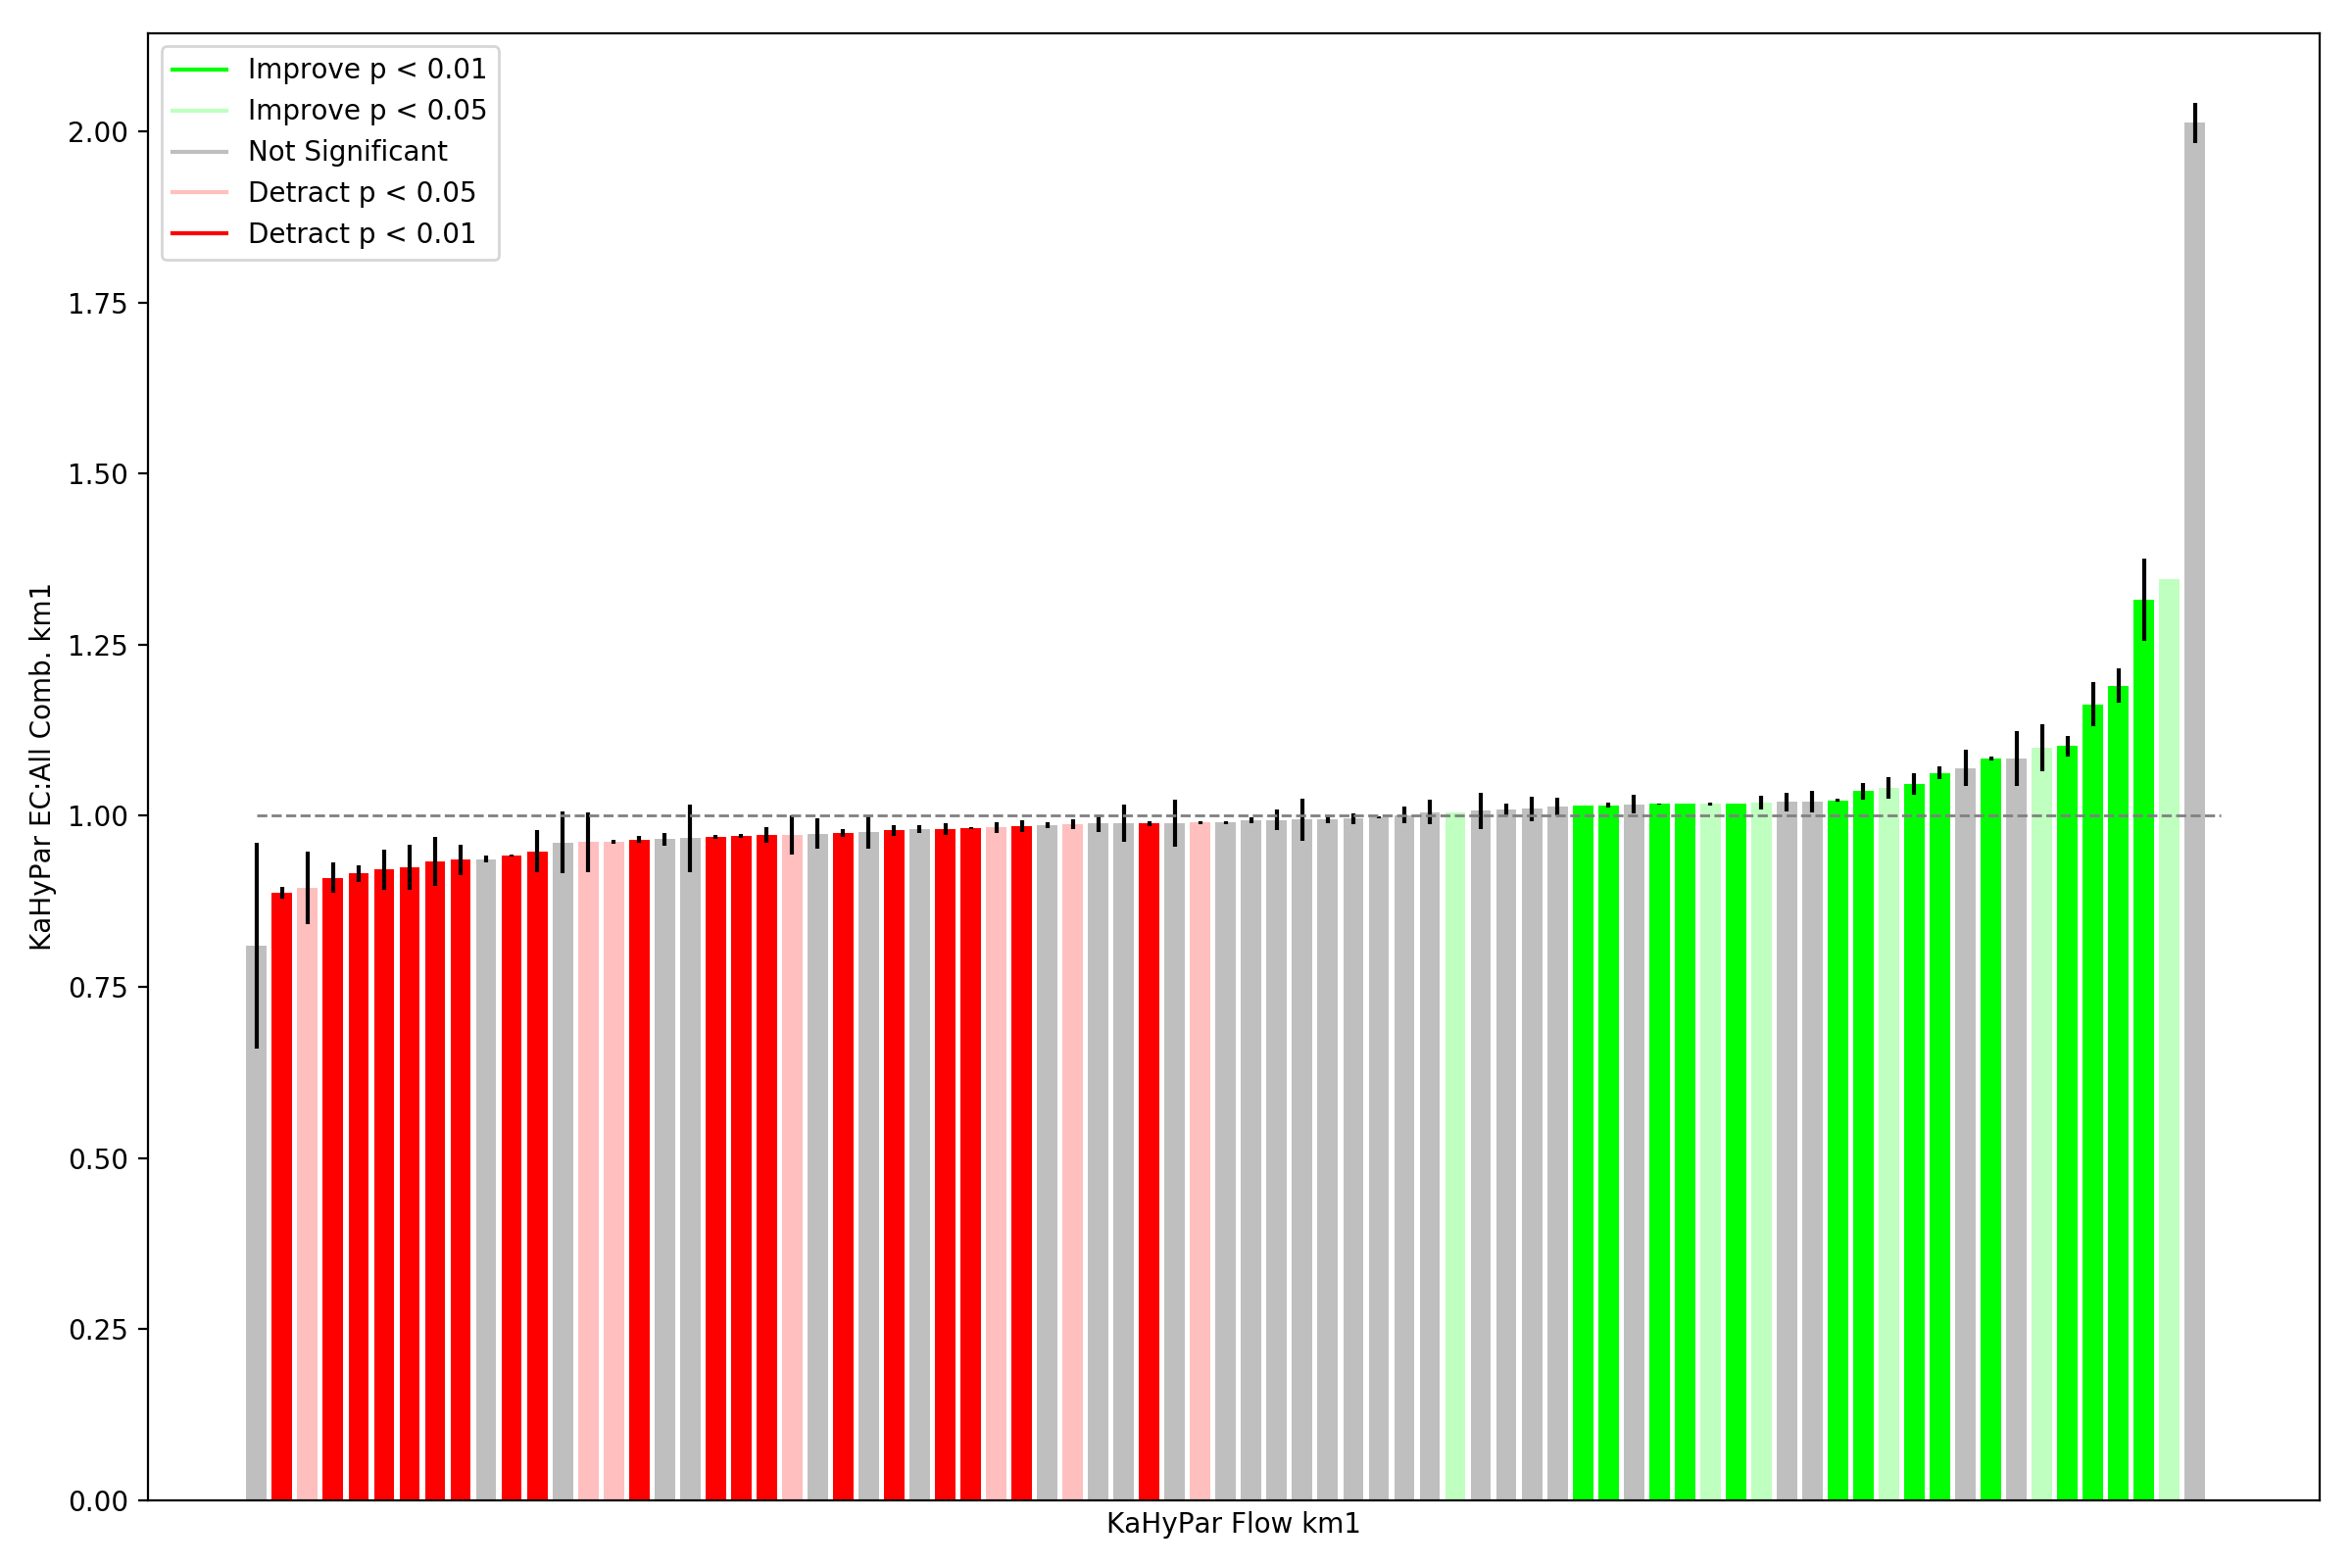 Improve p < 0.01
Improve p < 0.05
Not Significant
Detract p < 0.05
Detract p < 0.01
2.00
1.75
1.50
1.25
1.00
0.75
0.50
0.25
0.00
KaHyPar EC:All Comb. km1
KaHyPar Flow km1